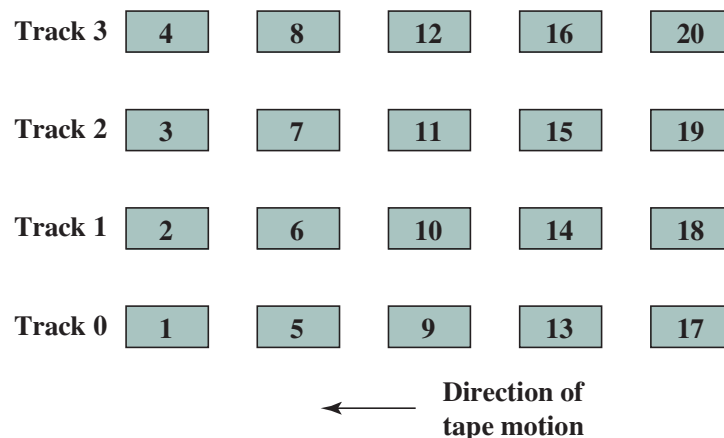 Track 3 4 8 12 16 20
Track 2 3 7 11 15 19
Track 1 2 6 10 14 18
Track 0 1 5 9 13 17
Direction of
tape motion